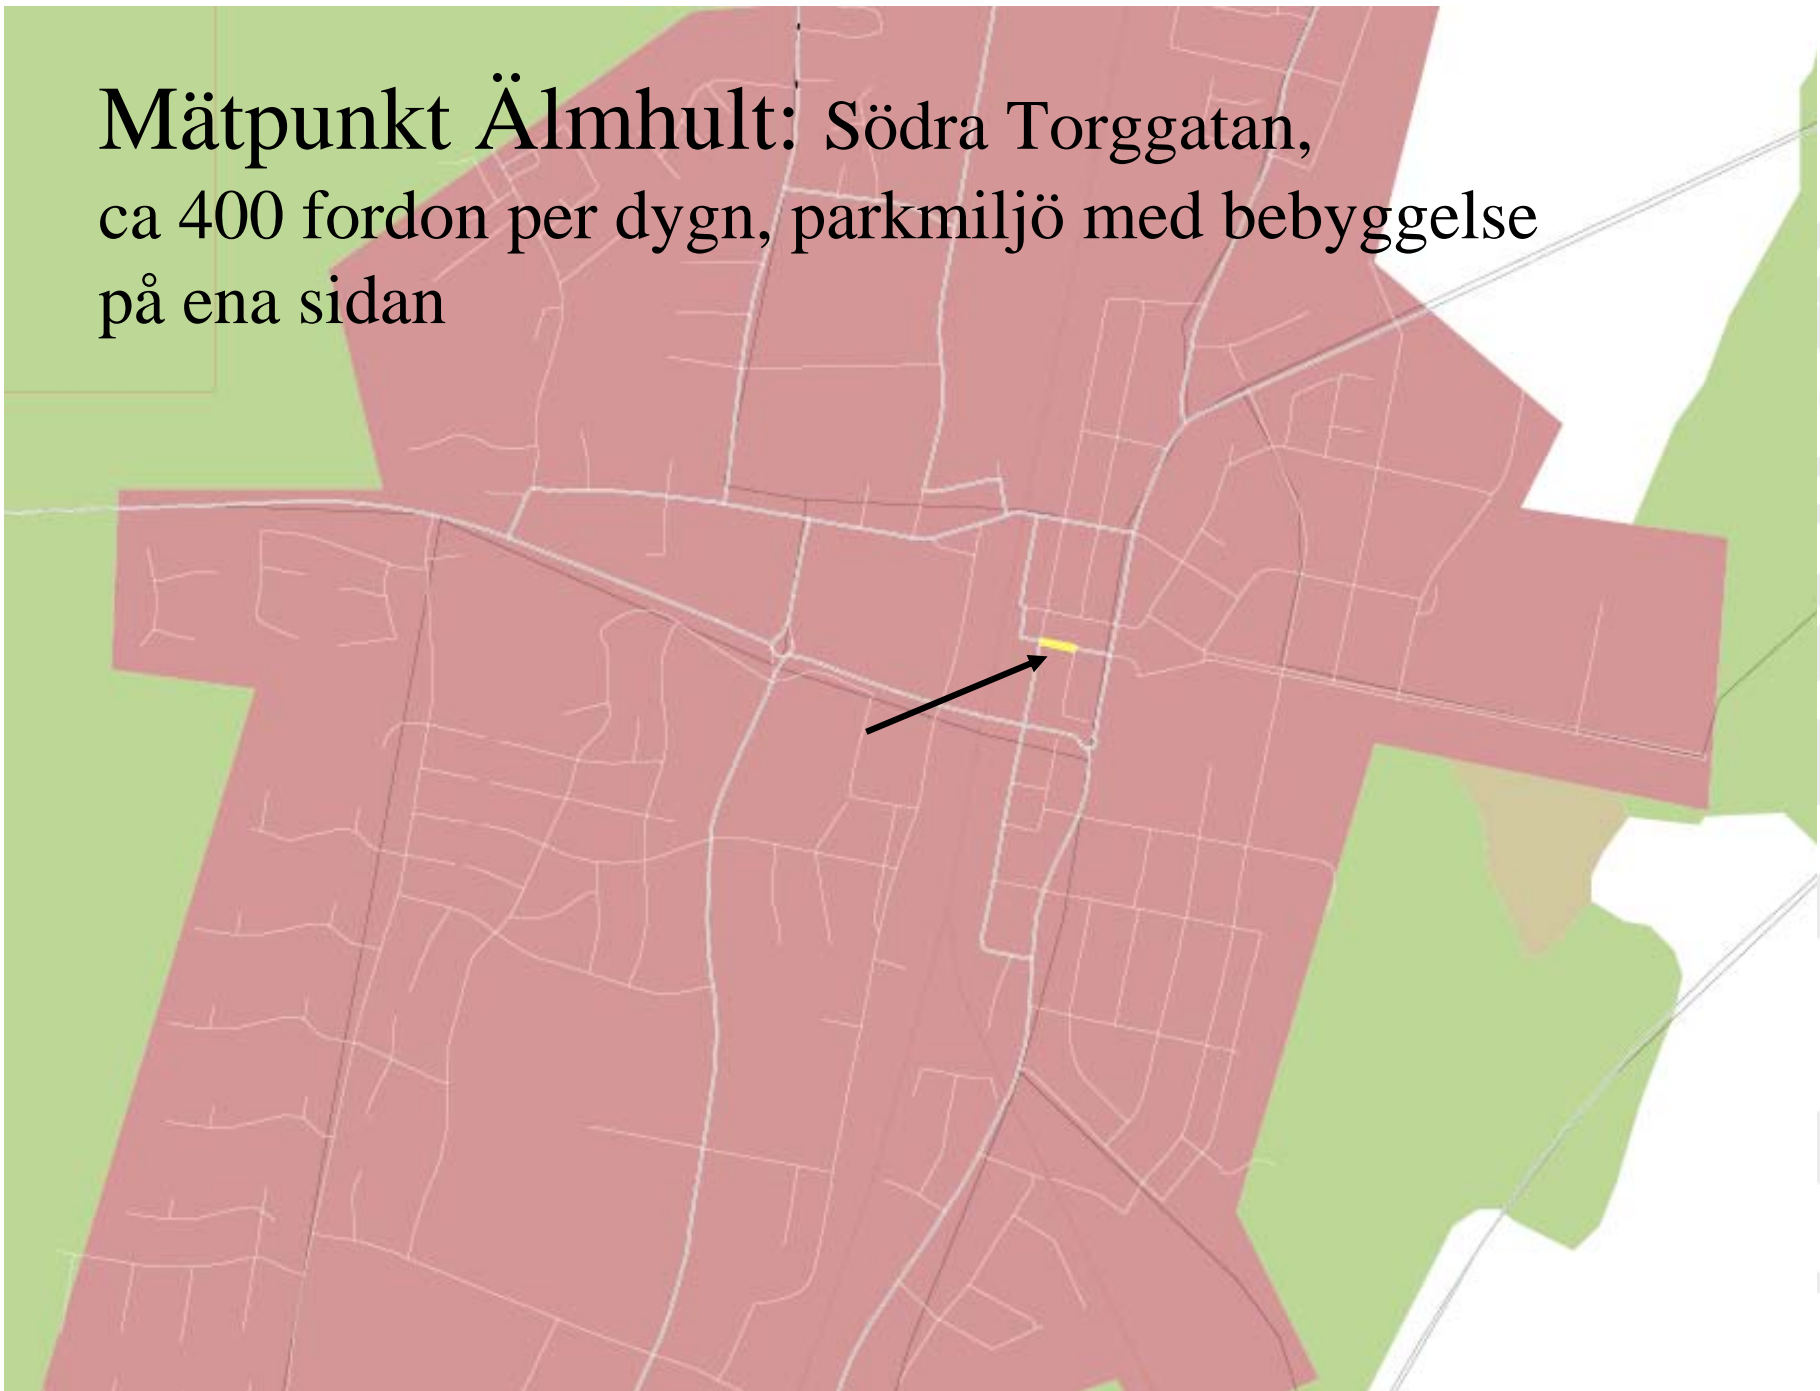 Mätpunkt Älmhult: Södra Torggatan,
ca 400 fordon per dygn, parkmiljö med bebyggelse
på ena sidan